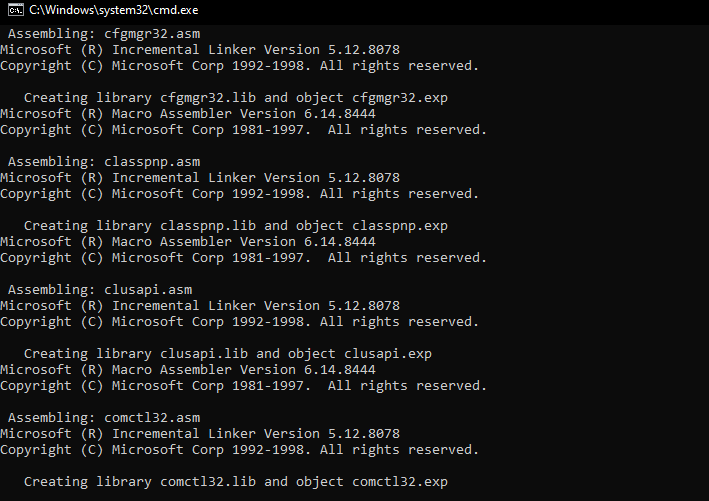 C:\Windows\system32\cmd.exe
Assembling: cfgmgr32.asm
Microsoft (R) Incremental Linker Version 5.12.8078
Copyright (C) Microsoft Corp 1992-1998. All rights reserved.
Creating library cfgmgr32.lib and object cfgmgr32.exp
Microsoft (R) Macro Assembler Version 6.14.8444
Copyright (C) Microsoft Corp 1981-1997.  All rights reserved.
Assembling: classpnp.asm
Microsoft (R) Incremental Linker Version 5.12.8078
Copyright (C) Microsoft Corp 1992-1998. All rights reserved.
Creating library classpnp.lib and object classpnp.exp
Microsoft (R) Macro Assembler Version 6.14.8444
Copyright (C) Microsoft Corp 1981-1997.  All rights reserved.
Assembling: clusapi.asm
Microsoft (R) Incremental Linker Version 5.12.8078
Copyright (C) Microsoft Corp 1992-1998. All rights reserved.
Creating library clusapi.lib and object clusapi.exp
Microsoft (R) Macro Assembler Version 6.14.8444
Copyright (C) Microsoft Corp 1981-1997.  All rights reserved.
Assembling: comctl32.asm
Microsoft (R) Incremental Linker Version 5.12.8078
Copyright (C) Microsoft Corp 1992-1998. All rights reserved.
Creating library comctl32.lib and object comctl32.exp